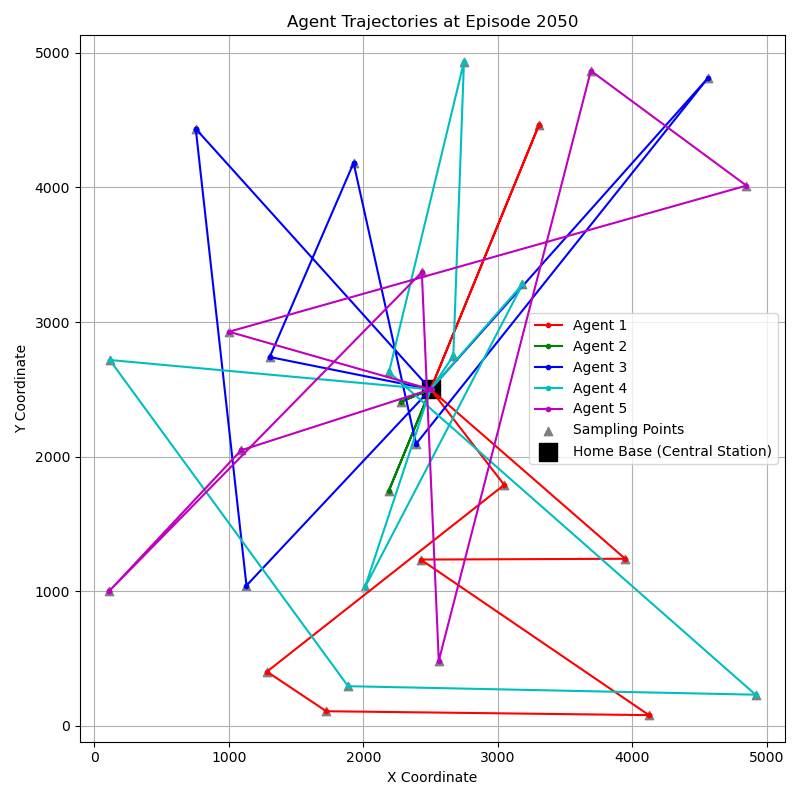 Agent Trajectories at Episode 2050
Y Coordinate
5000
4000
3000
2000
1000
0
Agent 1
Agent 2
Agent 3
Agent 4
Agent 5
Sampling Points
Home Base (Central Station)
0 1000 2000 3000 4000 5000
X Coordinate